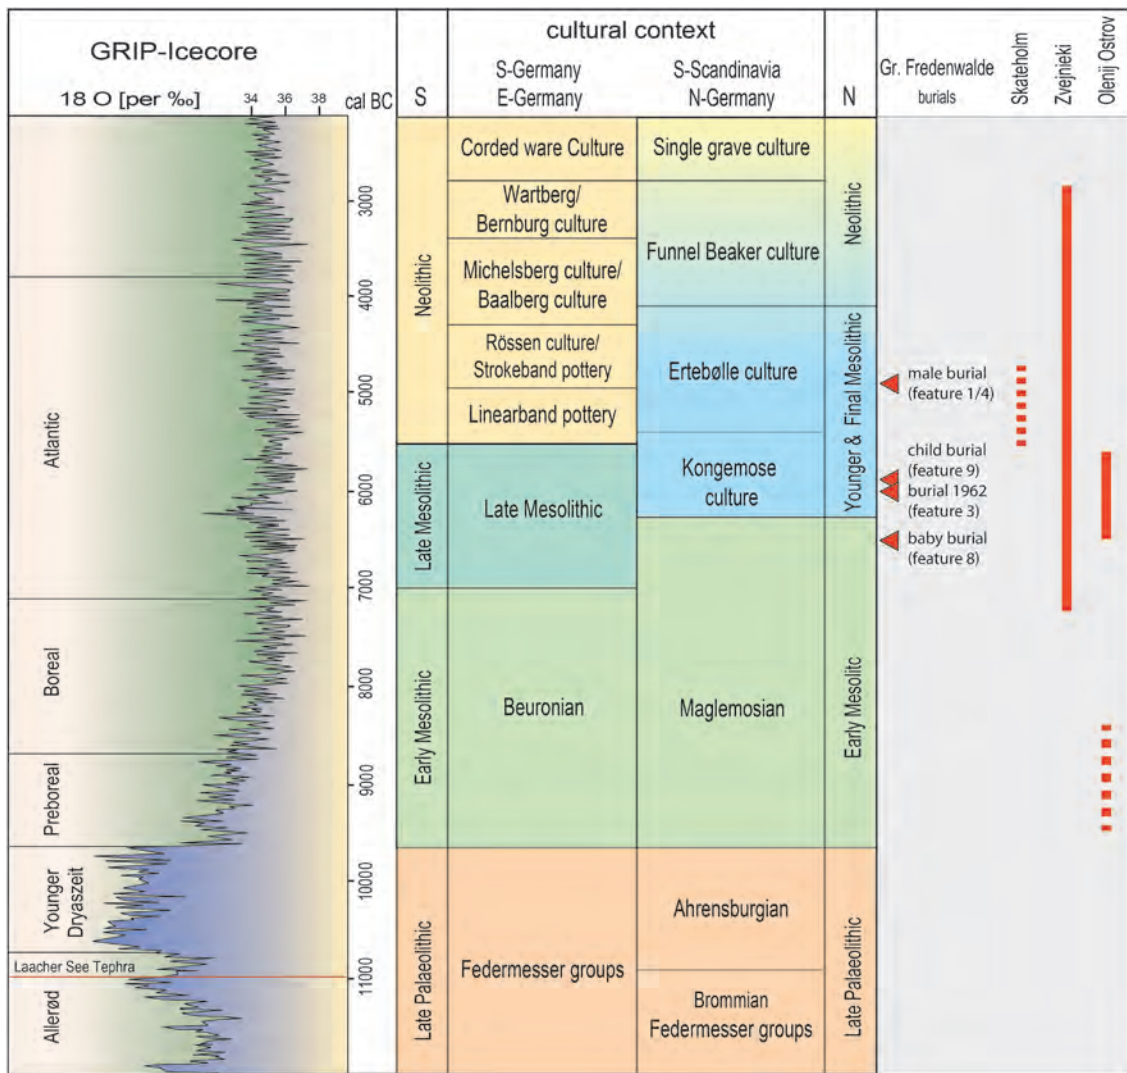 GRIP-Icecore
18 O [per ‰]
34
36
38
cal BC
cultural context
S
S-Germany
E-Germany
S-Scandinavia
N-Germany
N
Gr. Fredenwalde
burials
Skateholm
Zvejnieki
Olenij Ostrov
Atlantic
Boreal
Preboreal
Younger
Dryaszeit
Laacher See Tephra
Allerød
3000
4000
5000
6000
7000
8000
9000
10000
11000
Neolithic
Late Mesolithic
Early Mesolithic
Late Palaeolithic
Corded ware Culture
Wartberg/
Bernburg culture
Michelsberg culture/
Baalberg culture
Rössen culture/
Strokeband pottery
Linearband pottery
Late Mesolithic
Beuronian
Federmesser groups
Single grave culture
Funnel Beaker culture
Ertebølle culture
Kongemose
culture
Maglemosian
Ahrensburgian
Brommian
Federmesser groups
Neolithic
Younger & Final Mesolithic
Early Mesolitc
Late Palaeolithic
male burial
(feature 1/4)
child burial
(feature 9)
burial 1962
(feature 3)
baby burial
(feature 8)